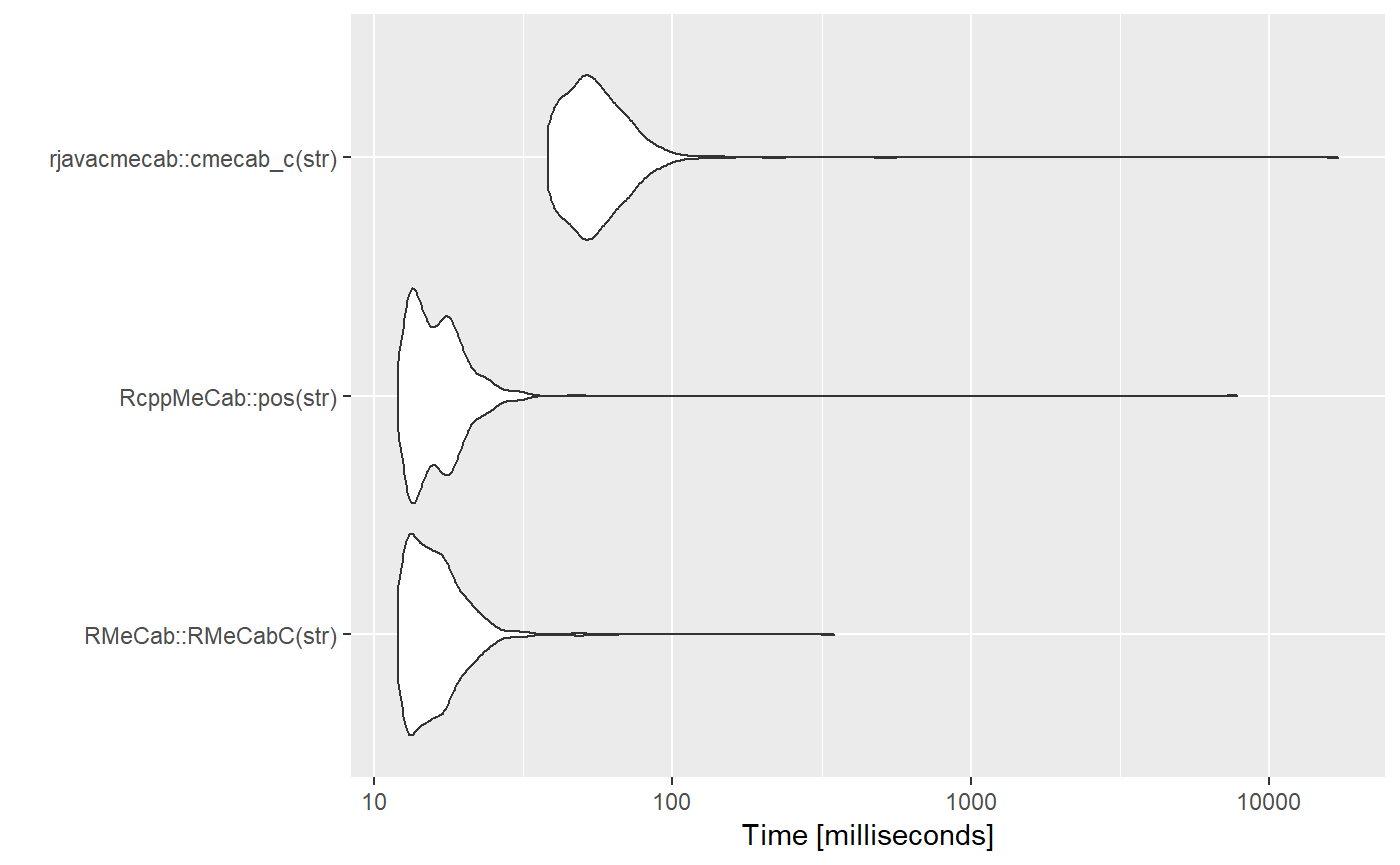 rjavacmecab::cmecab_c(str)
RcppMeCab::pos(str)
RMeCab::RMeCabC(str)
10 100 1000 10000
Time [milliseconds]